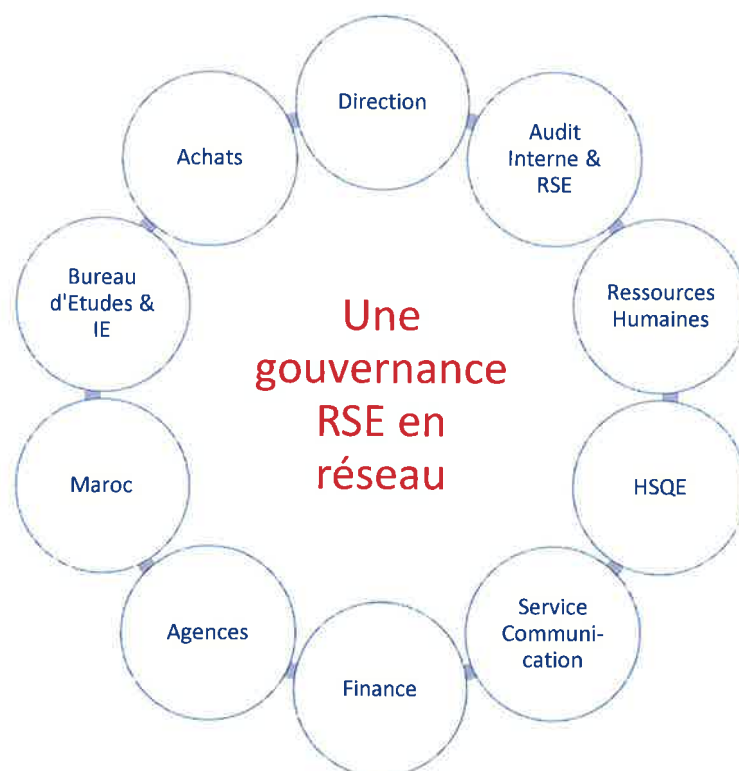 Direction
Audit
Interne &
RSE
Achats
Bureau
d'Etudes &
IE
Ressources
Humaines
Une
gouvernance
RSE en
réseau
Maroc
HSQE
Agences
Service
Communi-
cation
Finance